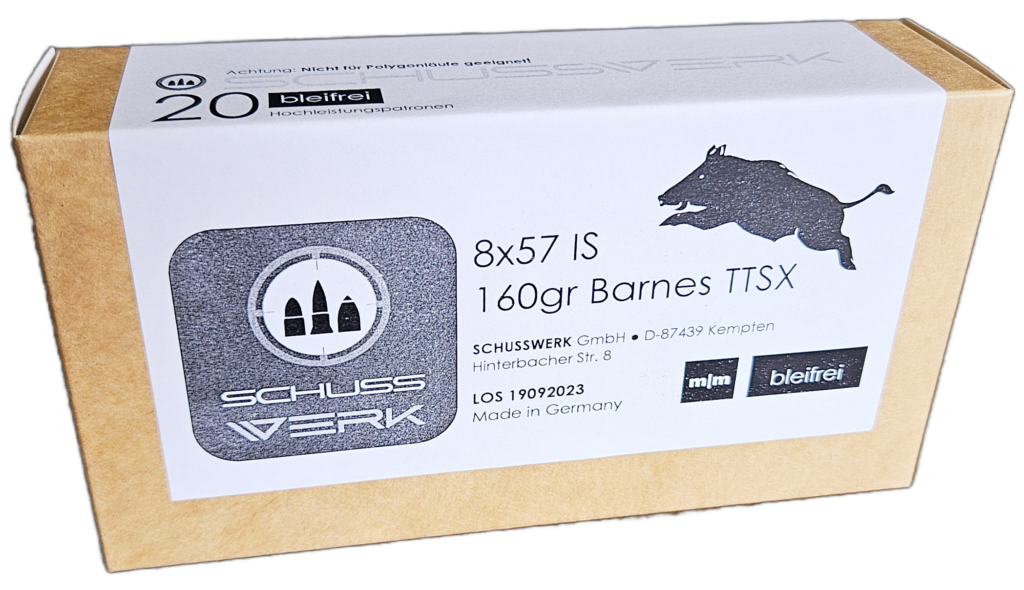 Achtung: Nicht für Polygonläufe geeignet!
SCHUSSWERK
20 bleifrei
Hochleistungspatronen
8x57 IS
160gr Barnes TTSX
SCHUSSWERK GmbH • D-87439 Kempten
Hinterbacher Str. 8
LOS 19092023
Made in Germany
m|m
bleifrei
SCHUSS
WERK